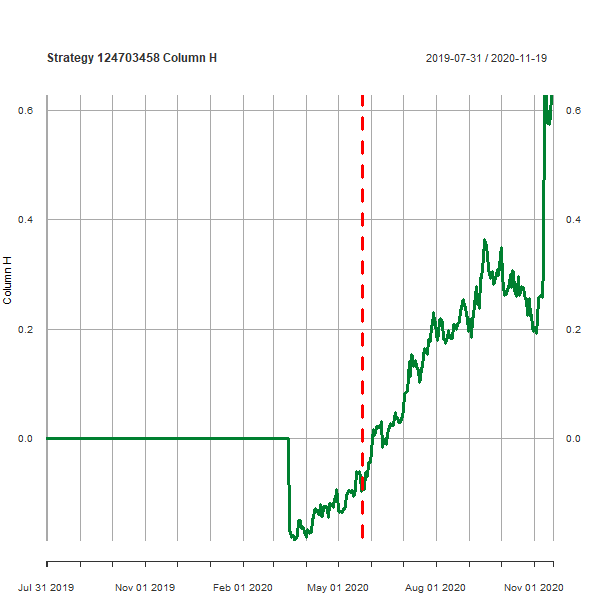 Strategy 124703458 Column H
2019-07-31 / 2020-11-19
0.6
0.6
0.4
0.4
Column H
0.2
0.2
0.0
0.0
Jul 31 2019
Nov 01 2019
Feb 01 2020
May 01 2020
Aug 01 2020
Nov 01 2020